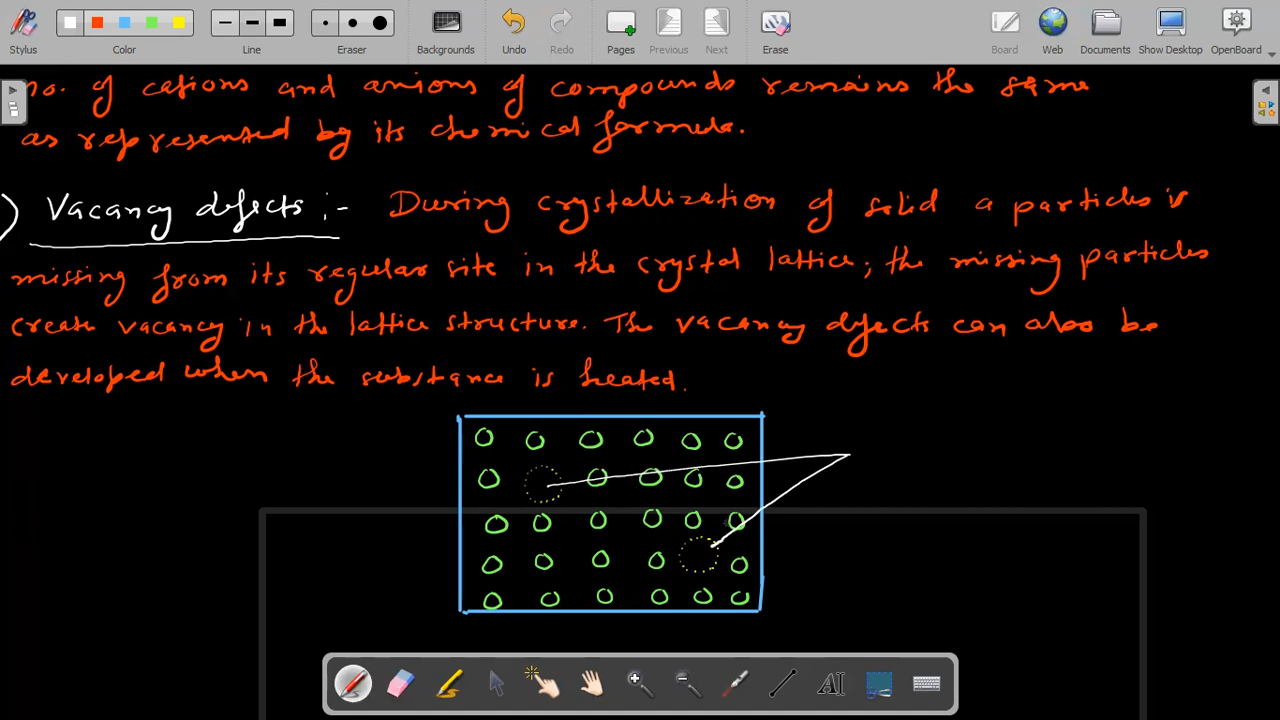 Stylus Color Line Eraser Backgrounds Undo Redo Pages Previous Next Erase Board Web Documents Show Desktop OpenBoard
no. of cations and anions of compounds remains the same
as represented by its chemical formula.
) Vacancy defects :- During crystallization of solid a particles is
missing from its regular site in the crystal lattice; the missing particles
create vacancy in the lattice structure. The vacancy defects can also be
developed when the substance is heated.
AI